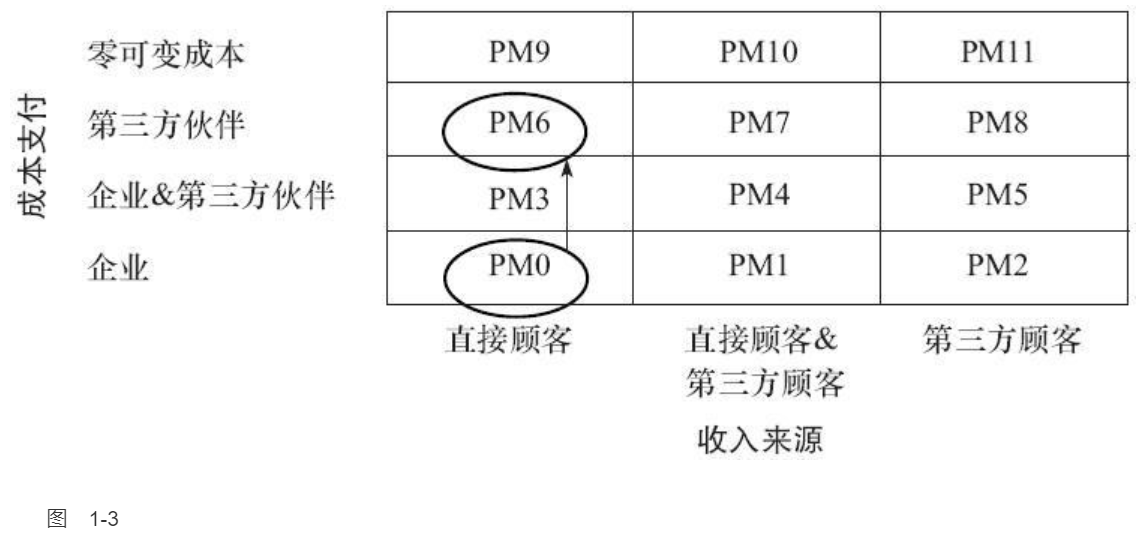 成本支付
零可变成本 PM9 PM10 PM11
第三方伙伴 PM6 PM7 PM8
企业&第三方伙伴 PM3 PM4 PM5
企业 PM0 PM1 PM2
直接顾客 直接顾客& 第三方顾客
第三方顾客
收入来源
图 1-3